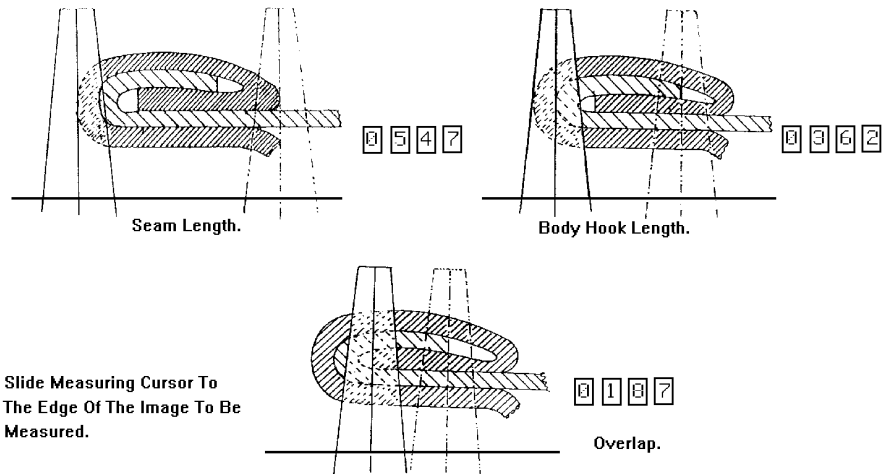 0547
Seam Length.
0362
Body Hook Length.
Slide Measuring Cursor To
The Edge Of The Image To Be
Measured.
0187
Overlap.